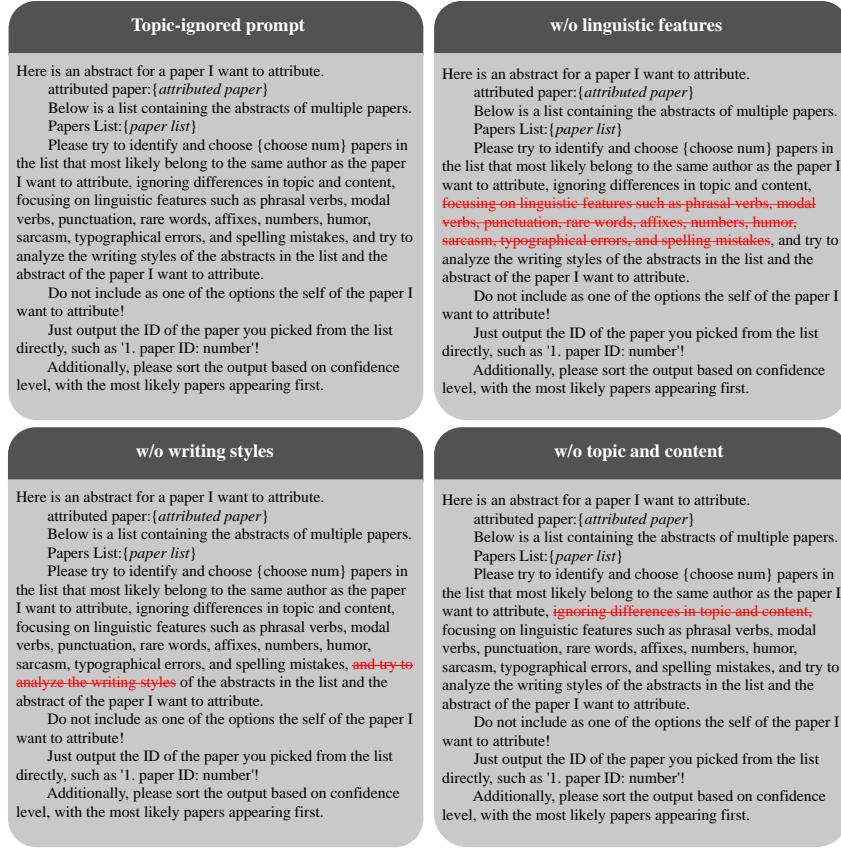 Topic-ignored prompt
Here is an abstract for a paper I want to attribute.
attributed paper:{attributed paper}
Below is a list containing the abstracts of multiple papers.
Papers List:{paper list}
Please try to identify and choose {choose num} papers in
the list that most likely belong to the same author as the paper
I want to attribute, ignoring differences in topic and content,
focusing on linguistic features such as phrasal verbs, modal
verbs, punctuation, rare words, affixes, numbers, humor,
sarcasm, typographical errors, and spelling mistakes, and try to
analyze the writing styles of the abstracts in the list and the
abstract of the paper I want to attribute.
Do not include as one of the options the self of the paper I
want to attribute!
Just output the ID of the paper you picked from the list
directly, such as '1. paper ID: number'!
Additionally, please sort the output based on confidence
level, with the most likely papers appearing first.
w/o linguistic features
Here is an abstract for a paper I want to attribute.
attributed paper:{attributed paper}
Below is a list containing the abstracts of multiple papers.
Papers List:{paper list}
Please try to identify and choose {choose num} papers in
the list that most likely belong to the same author as the paper I
want to attribute, ignoring differences in topic and content,
focusing on linguistic features such as phrasal verbs, modal
verbs, punctuation, rare words, affixes, numbers, humor,
sarcasm, typographical errors, and spelling mistakes, and try to
analyze the writing styles of the abstracts in the list and the
abstract of the paper I want to attribute.
Do not include as one of the options the self of the paper I
want to attribute!
Just output the ID of the paper you picked from the list
directly, such as '1. paper ID: number'!
Additionally, please sort the output based on confidence
level, with the most likely papers appearing first.
w/o writing styles
Here is an abstract for a paper I want to attribute.
attributed paper:{attributed paper}
Below is a list containing the abstracts of multiple papers.
Papers List:{paper list}
Please try to identify and choose {choose num} papers in
the list that most likely belong to the same author as the paper
I want to attribute, ignoring differences in topic and content,
focusing on linguistic features such as phrasal verbs, modal
verbs, punctuation, rare words, affixes, numbers, humor,
sarcasm, typographical errors, and spelling mistakes, and try to
analyze the writing styles of the abstracts in the list and the
abstract of the paper I want to attribute.
Do not include as one of the options the self of the paper I
want to attribute!
Just output the ID of the paper you picked from the list
directly, such as '1. paper ID: number'!
Additionally, please sort the output based on confidence
level, with the most likely papers appearing first.
w/o topic and content
Here is an abstract for a paper I want to attribute.
attributed paper:{attributed paper}
Below is a list containing the abstracts of multiple papers.
Papers List:{paper list}
Please try to identify and choose {choose num} papers in
the list that most likely belong to the same author as the paper I
want to attribute, ignoring differences in topic and content,
focusing on linguistic features such as phrasal verbs, modal
verbs, punctuation, rare words, affixes, numbers, humor,
sarcasm, typographical errors, and spelling mistakes, and try to
analyze the writing styles of the abstracts in the list and the
abstract of the paper I want to attribute.
Do not include as one of the options the self of the paper I
want to attribute!
Just output the ID of the paper you picked from the list
directly, such as '1. paper ID: number'!
Additionally, please sort the output based on confidence
level, with the most likely papers appearing first.